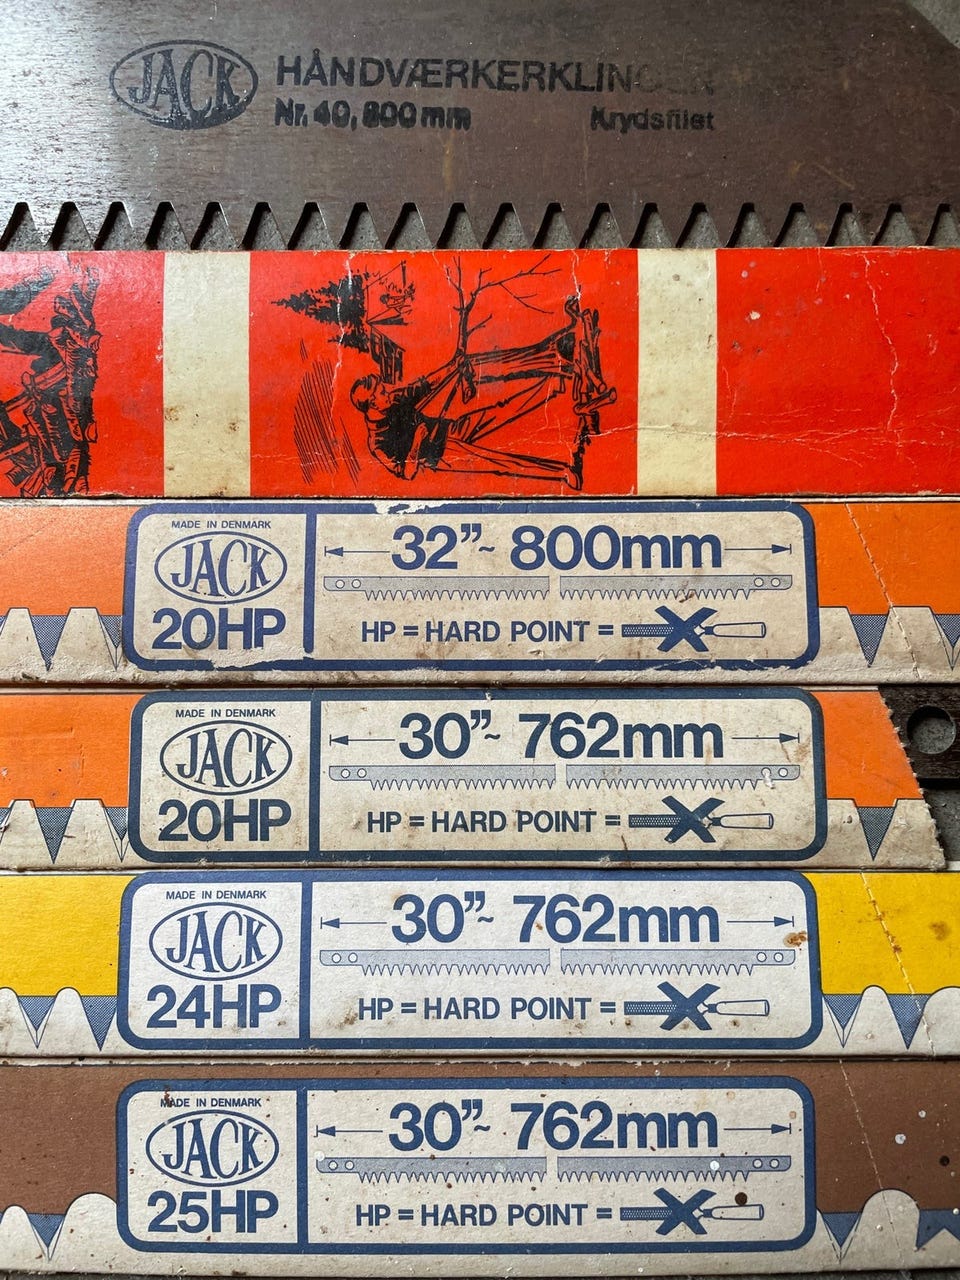 JACK
HÅNDVÆRKERKLINGER
Nr. 40, 800 mm Krydsfilet
MADE IN DENMARK
JACK
20HP
32”~ 800mm
HP = HARD POINT =
MADE IN DENMARK
JACK
20HP
30”~ 762mm
HP = HARD POINT =
MADE IN DENMARK
JACK
24HP
30”~ 762mm
HP = HARD POINT =
MADE IN DENMARK
JACK
25HP
30”~ 762mm
HP = HARD POINT =